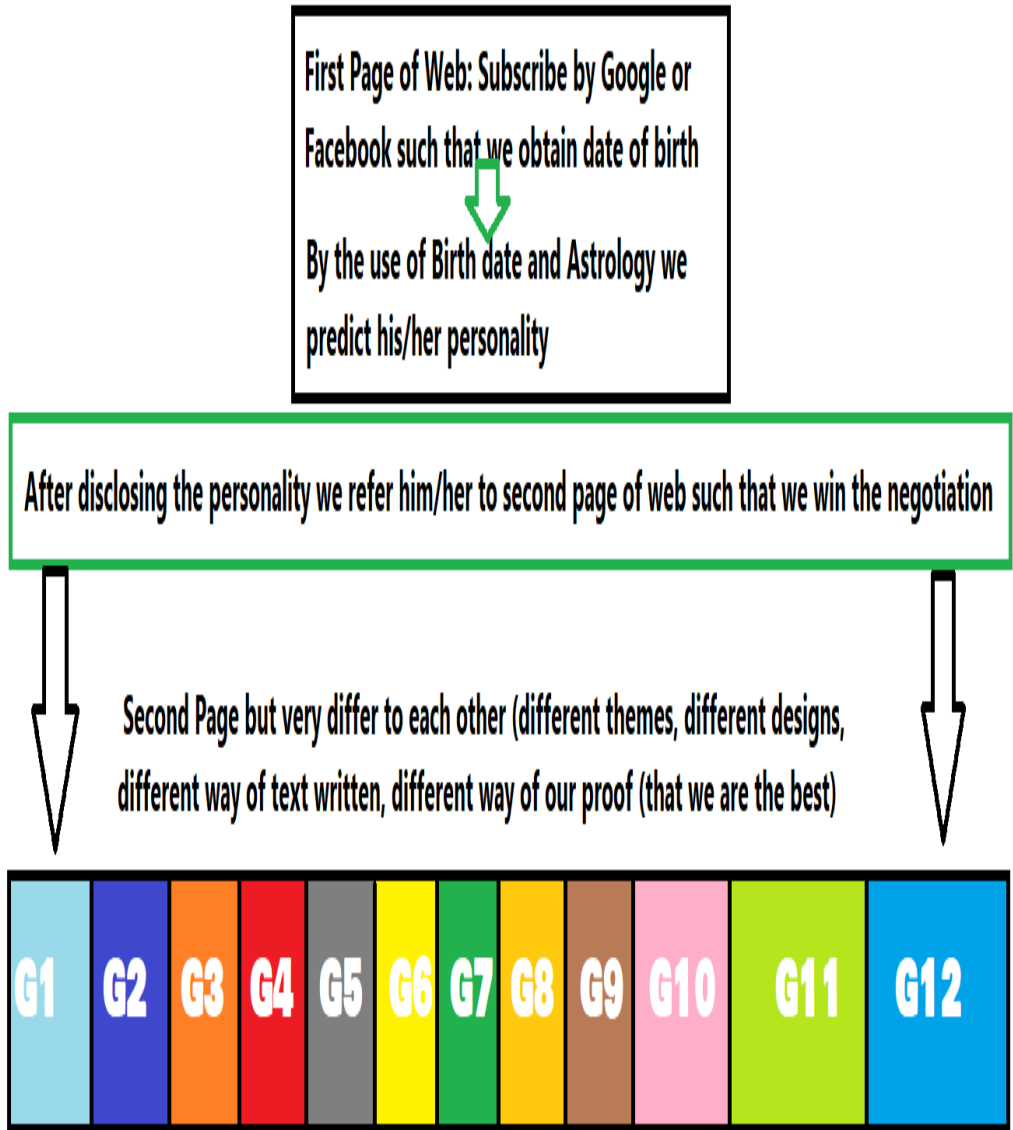 First Page of Web: Subscribe by Google or
Facebook such that we obtain date of birth
By the use of Birth date and Astrology we
predict his/her personality
After disclosing the personality we refer him/her to second page of web such that we win the negotiation
Second Page but very differ to each other (different themes, different designs,
different way of text written, different way of our proof (that we are the best)
G1 G2 G3 G4 G5 G6 G7 G8 G9 G10 G11 G12